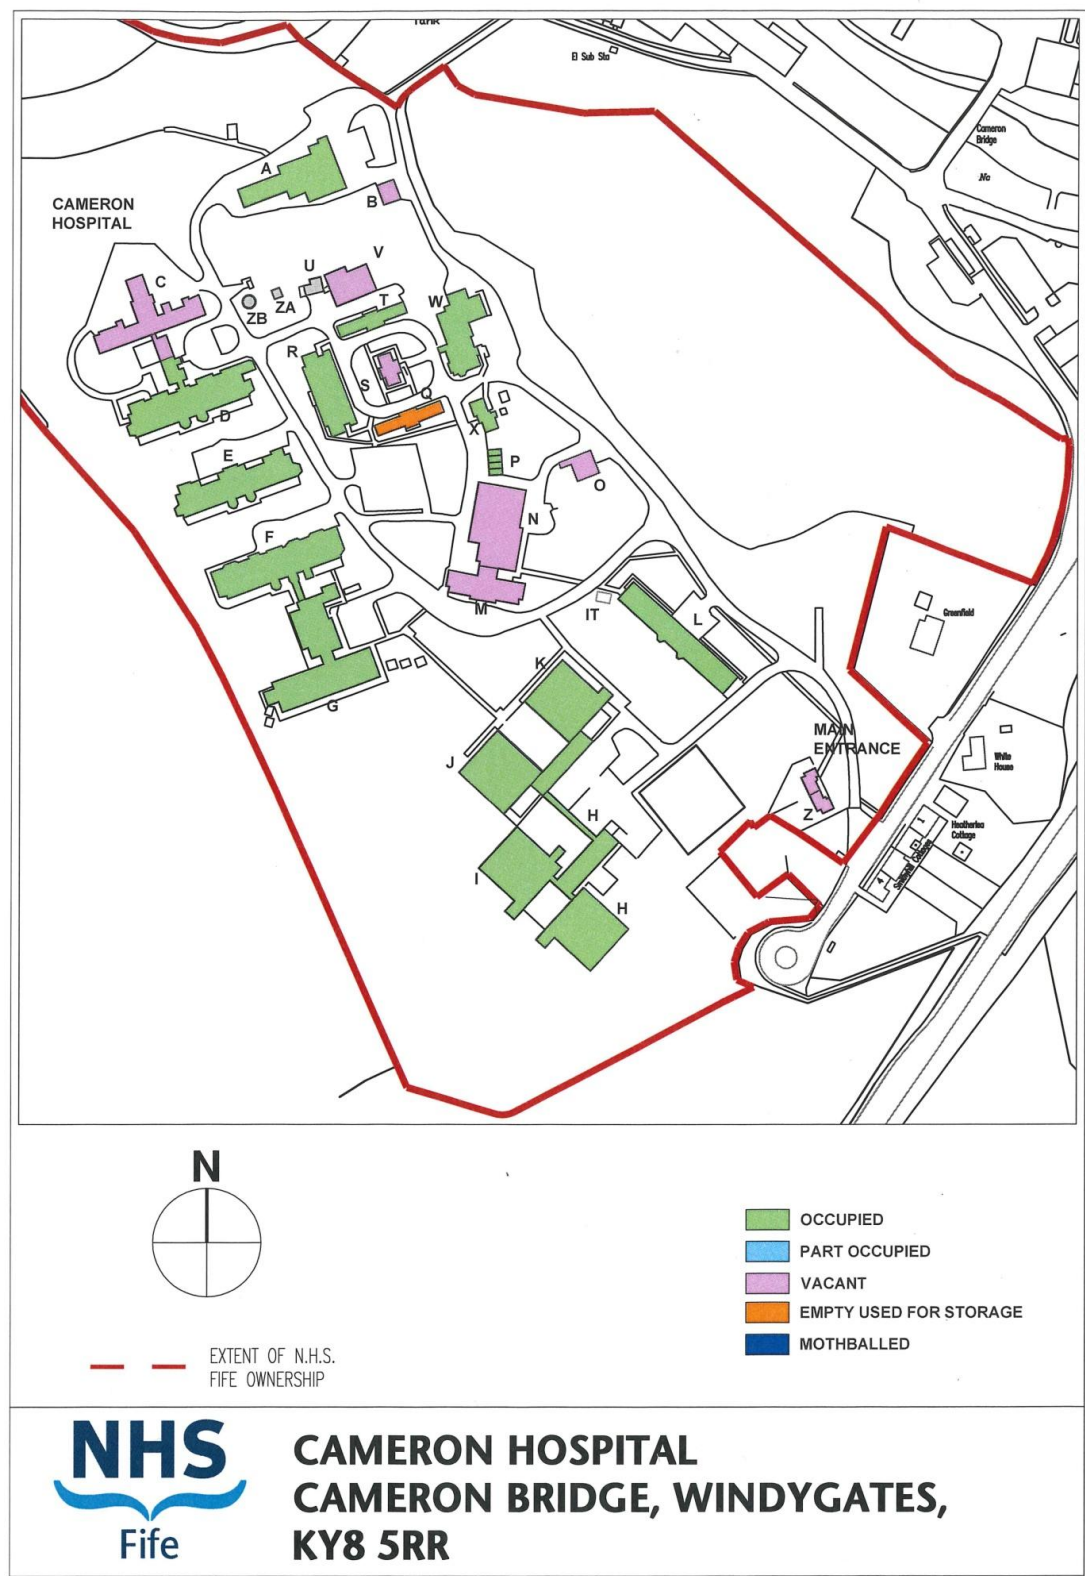 El Sub Sta
Cameron
Bridge
A
B
CAMERON
HOSPITAL
V
U
C
T
W
ZA
ZB
R
S
Q
D
X
E
P
O
N
F
M
IT
L
Greenfield
K
G
MAIN
ENTRANCE
J
White
House
Z
H
1
Heatherlea
Cottage
I
4
H
N
OCCUPIED
PART OCCUPIED
VACANT
EMPTY USED FOR STORAGE
MOTHBALLED
EXTENT OF N.H.S.
FIFE OWNERSHIP
NHS
Fife
CAMERON HOSPITAL
CAMERON BRIDGE, WINDYGATES,
KY8 5RR